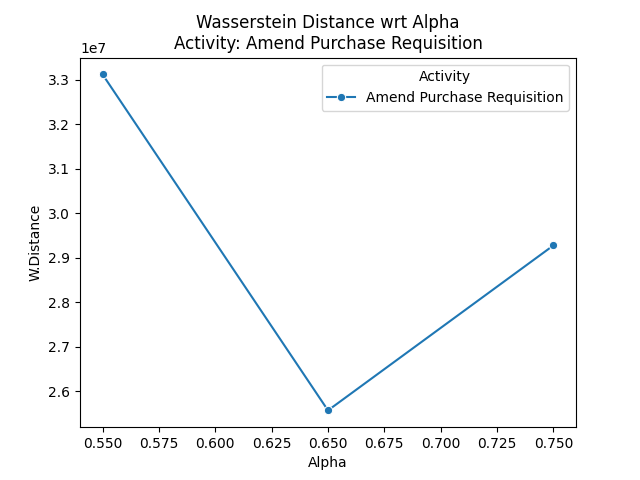 Wasserstein Distance wrt Alpha
Activity: Amend Purchase Requisition
1e7
3.3
3.2
3.1
3.0
2.9
2.8
2.7
2.6
W.Distance
Activity
Amend Purchase Requisition
0.550 0.575 0.600 0.625 0.650 0.675 0.700 0.725 0.750
Alpha